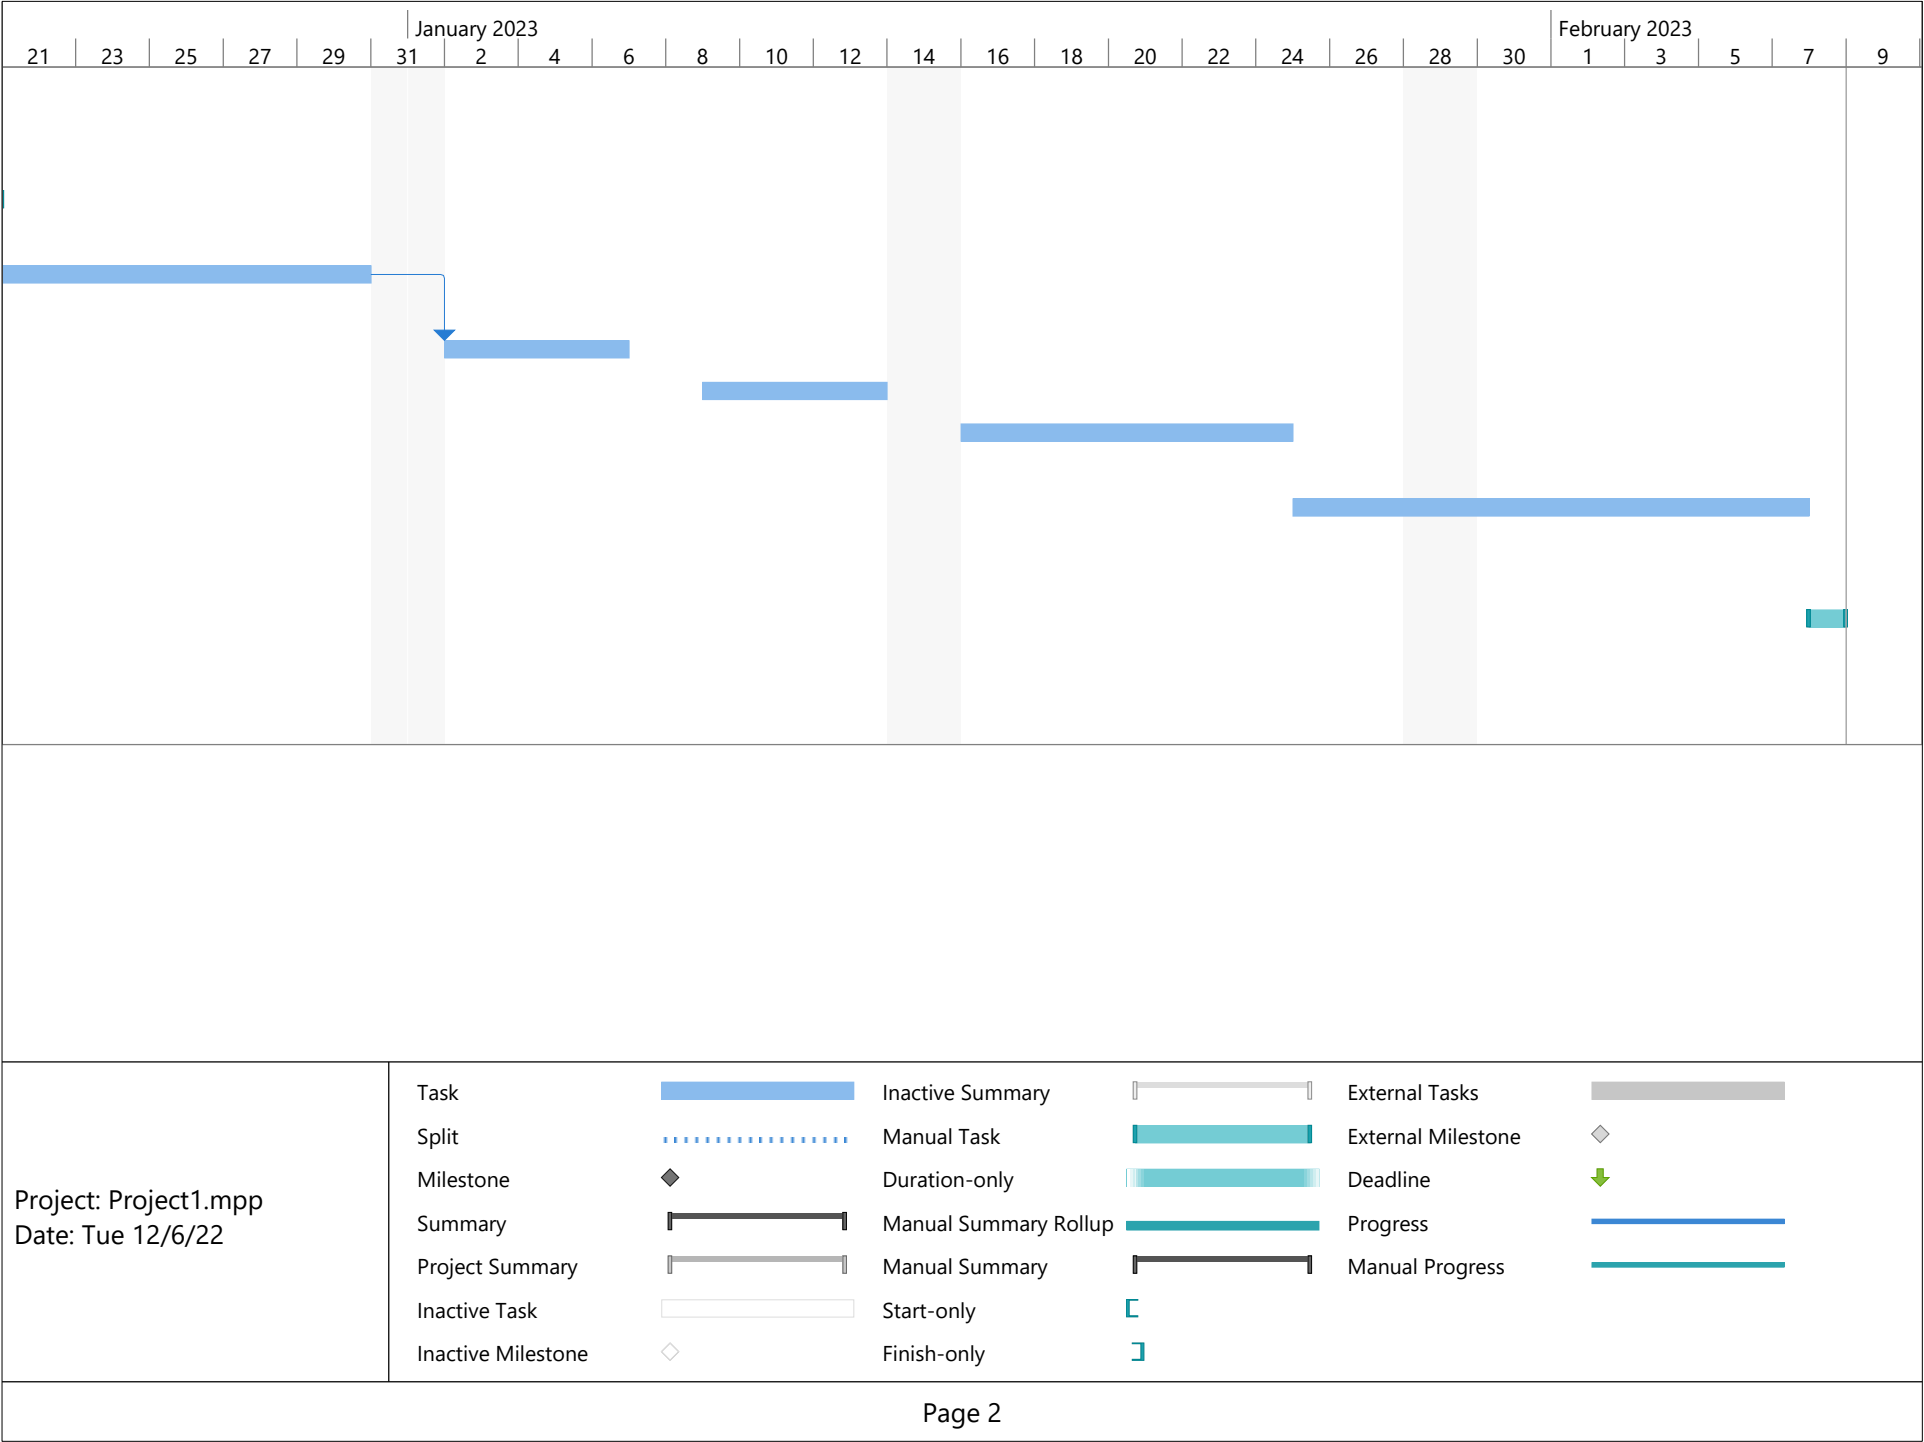 January 2023 February 2023
21 23 25 27 29 31 2 4 6 8 10 12 14 16 18 20 22 24 26 28 30 1 3 5 7 9
Project: Project1.mpp
Date: Tue 12/6/22
Task
Split
Milestone
Summary
Project Summary
Inactive Task
Inactive Milestone
Inactive Summary
Manual Task
Duration-only
Manual Summary Rollup
Manual Summary
Start-only
Finish-only
External Tasks
External Milestone
Deadline
Progress
Manual Progress
Page 2